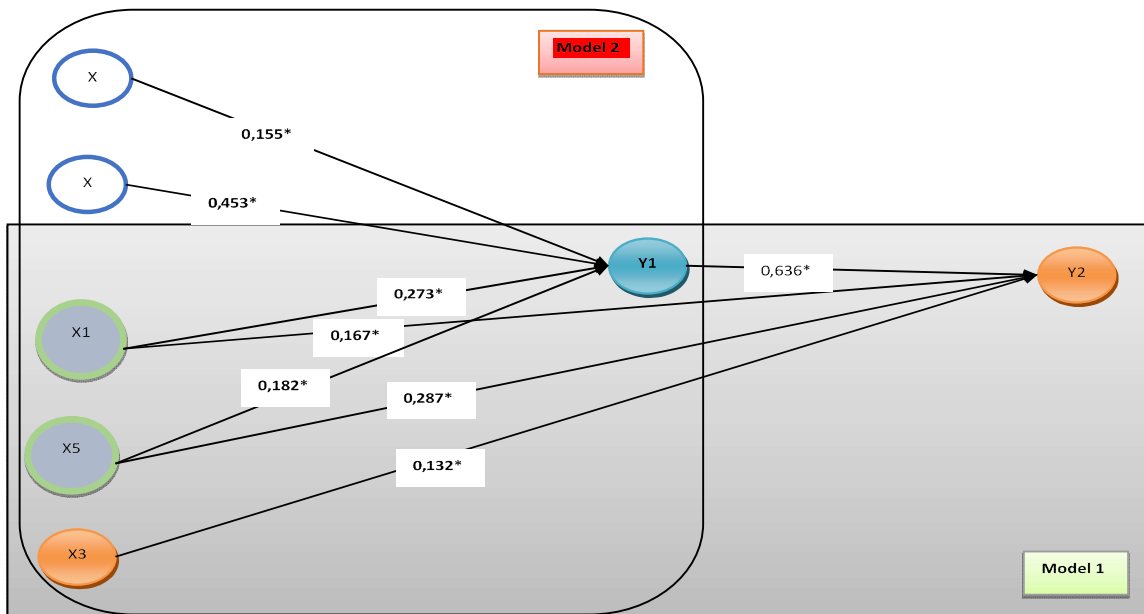 Model 2
X
0,155*
X
0,453*
Y1
0,636*
Y2
0,273*
X1
0,167*
0,182*
0,287*
X5
0,132*
X3
Model 1